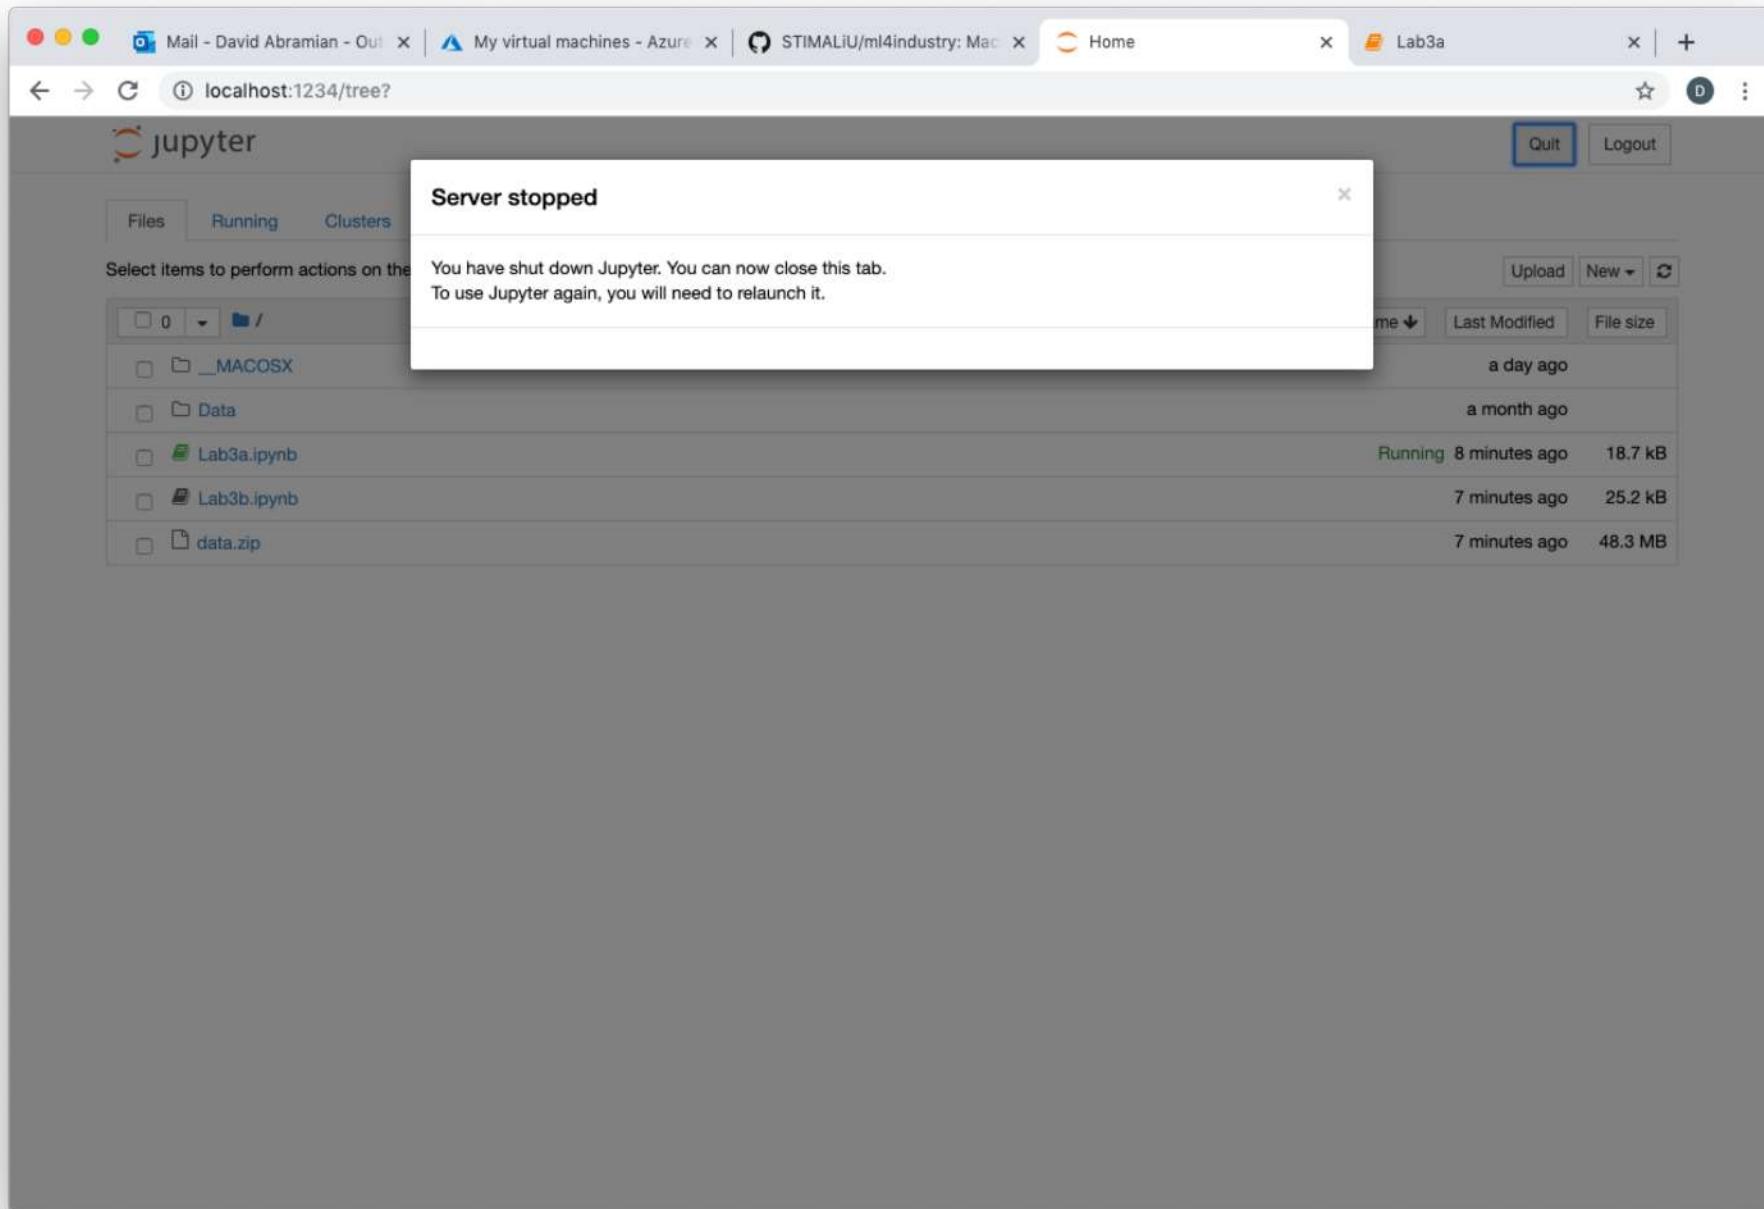 Mail - David Abramian - Out
My virtual machines - Azure
STIMALiU/ml4industry: Mac
Home
Lab3a
localhost:1234/tree?
D
jupyter
Quit
Logout
Server stopped
Files
Running
Clusters
You have shut down Jupyter. You can now close this tab.
To use Jupyter again, you will need to relaunch it.
Select items to perform actions on the
Upload
New
0
/
me
Last Modified
File size
__MACOSX
a day ago
Data
a month ago
Lab3a.ipynb
Running 8 minutes ago 18.7 kB
Lab3b.ipynb
7 minutes ago 25.2 kB
data.zip
7 minutes ago 48.3 MB